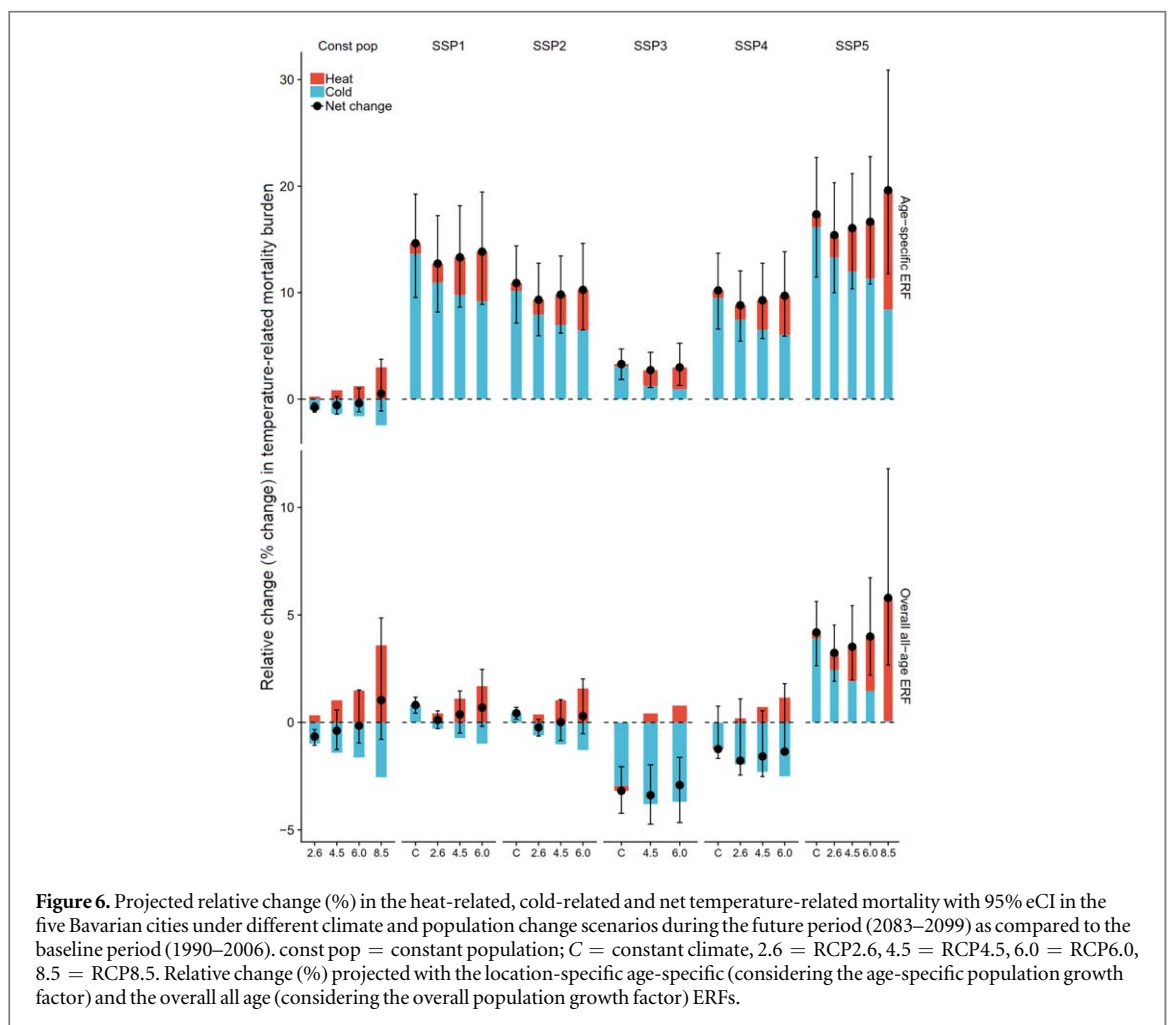 Const pop SSP1 SSP2 SSP3 SSP4 SSP5
Heat
Cold
Net change
30
20
10
0
Age-specific ERF
Relative change (% change) in temperature-related mortality burden
10
5
0
-5
Overall all-age ERF
2.6 4.5 6.0 8.5 C 2.6 4.5 6.0 C 2.6 4.5 6.0 C 4.5 6.0 C 2.6 4.5 6.0 C 2.6 4.5 6.0 8.5
Figure 6. Projected relative change (%) in the heat-related, cold-related and net temperature-related mortality with 95% eCI in the
five Bavarian cities under different climate and population change scenarios during the future period (2083–2099) as compared to the
baseline period (1990–2006). const pop = constant population; C = constant climate, 2.6 = RCP2.6, 4.5 = RCP4.5, 6.0 = RCP6.0,
8.5 = RCP8.5. Relative change (%) projected with the location-specific age-specific (considering the age-specific population growth
factor) and the overall all age (considering the overall population growth factor) ERFs.